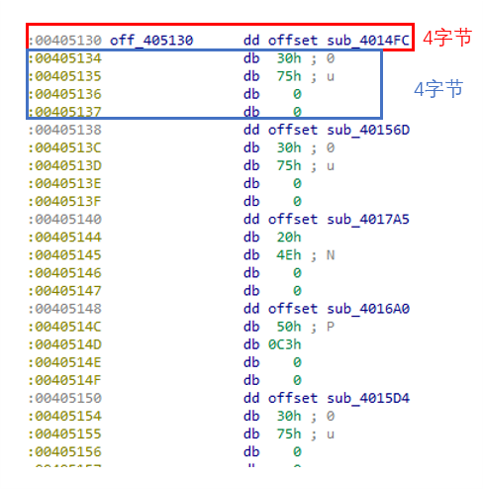 :00405130 off_405130 dd offset sub_4014FC 4字节
:00405134 db 30h ; 0
:00405135 db 75h ; u
:00405136 db 0
:00405137 db 0
4字节
:00405138 dd offset sub_40156D
:0040513C db 30h ; 0
:0040513D db 75h ; u
:0040513E db 0
:0040513F db 0
:00405140 dd offset sub_4017A5
:00405144 db 20h
:00405145 db 4Eh ; N
:00405146 db 0
:00405147 db 0
:00405148 dd offset sub_4016A0
:0040514C db 50h ; P
:0040514D db 0C3h
:0040514E db 0
:0040514F db 0
:00405150 dd offset sub_4015D4
:00405154 db 30h ; 0
:00405155 db 75h ; u
:00405156 db 0